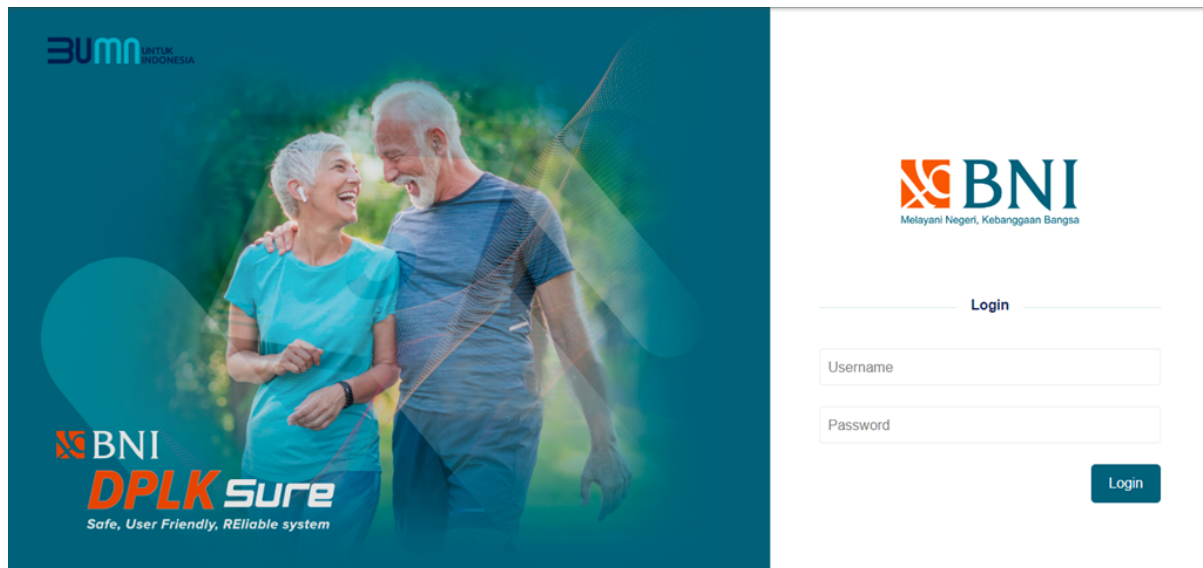 BUMN UNTUK
INDONESIA
BNI
DPLK Sure
Safe, User Friendly, REliable system
BNI
Melayani Negeri, Kebanggaan Bangsa
Login
Username
Password
Login